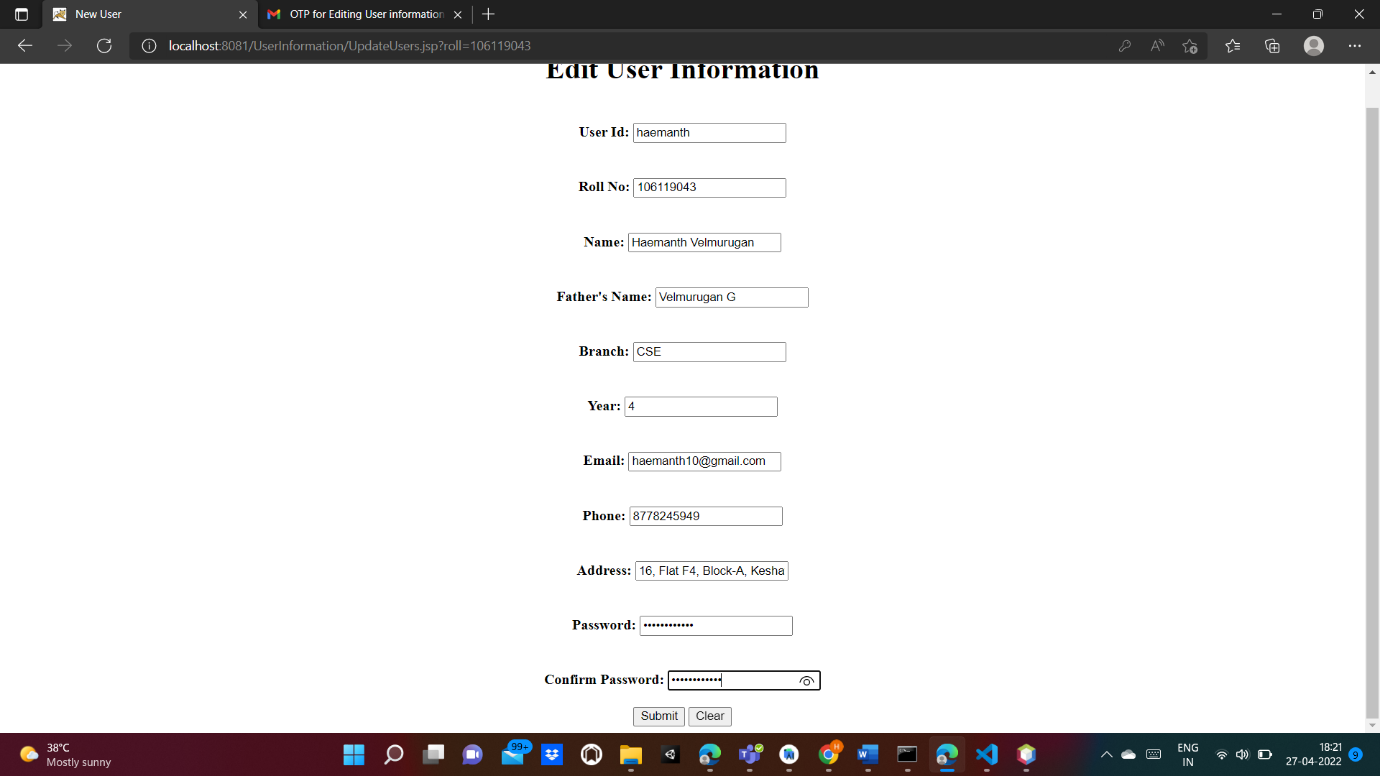 New User
OTP for Editing User information
localhost:8081/UserInformation/UpdateUsers.jsp?roll=106119043
Edit User Information
User Id: haemanth
Roll No: 106119043
Name: Haemanth Velmurugan
Father's Name: Velmurugan G
Branch: CSE
Year: 4
Email: haemanth10@gmail.com
Phone: 8778245949
Address: 16, Flat F4, Block-A, Kesha
Password: ••••••••••••
Confirm Password: ••••••••••••
Submit Clear
38°C
Mostly sunny
99+
H
ENG
IN
18:21
27-04-2022
9